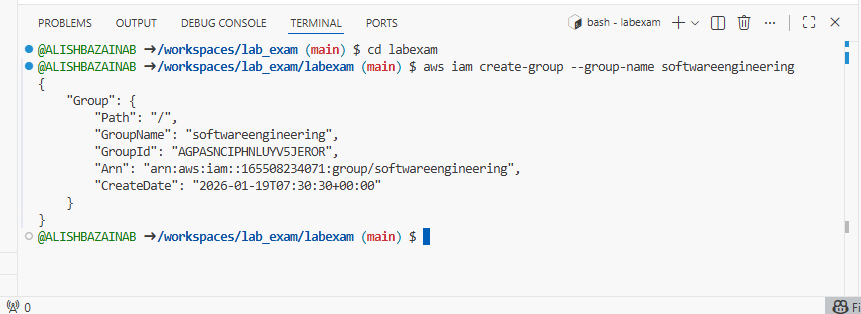 PROBLEMS OUTPUT DEBUG CONSOLE TERMINAL PORTS bash - labexam
@ALISHBAZAINAB ➜/workspaces/lab_exam (main) $ cd labexam
@ALISHBAZAINAB ➜/workspaces/lab_exam/labexam (main) $ aws iam create-group --group-name softwareengineering
{
    "Group": {
        "Path": "/",
        "GroupName": "softwareengineering",
        "GroupId": "AGPASNCIPHNLUYV5JEROR",
        "Arn": "arn:aws:iam::165508234071:group/softwareengineering",
        "CreateDate": "2026-01-19T07:30:30+00:00"
    }
}
@ALISHBAZAINAB ➜/workspaces/lab_exam/labexam (main) $
0 Fi